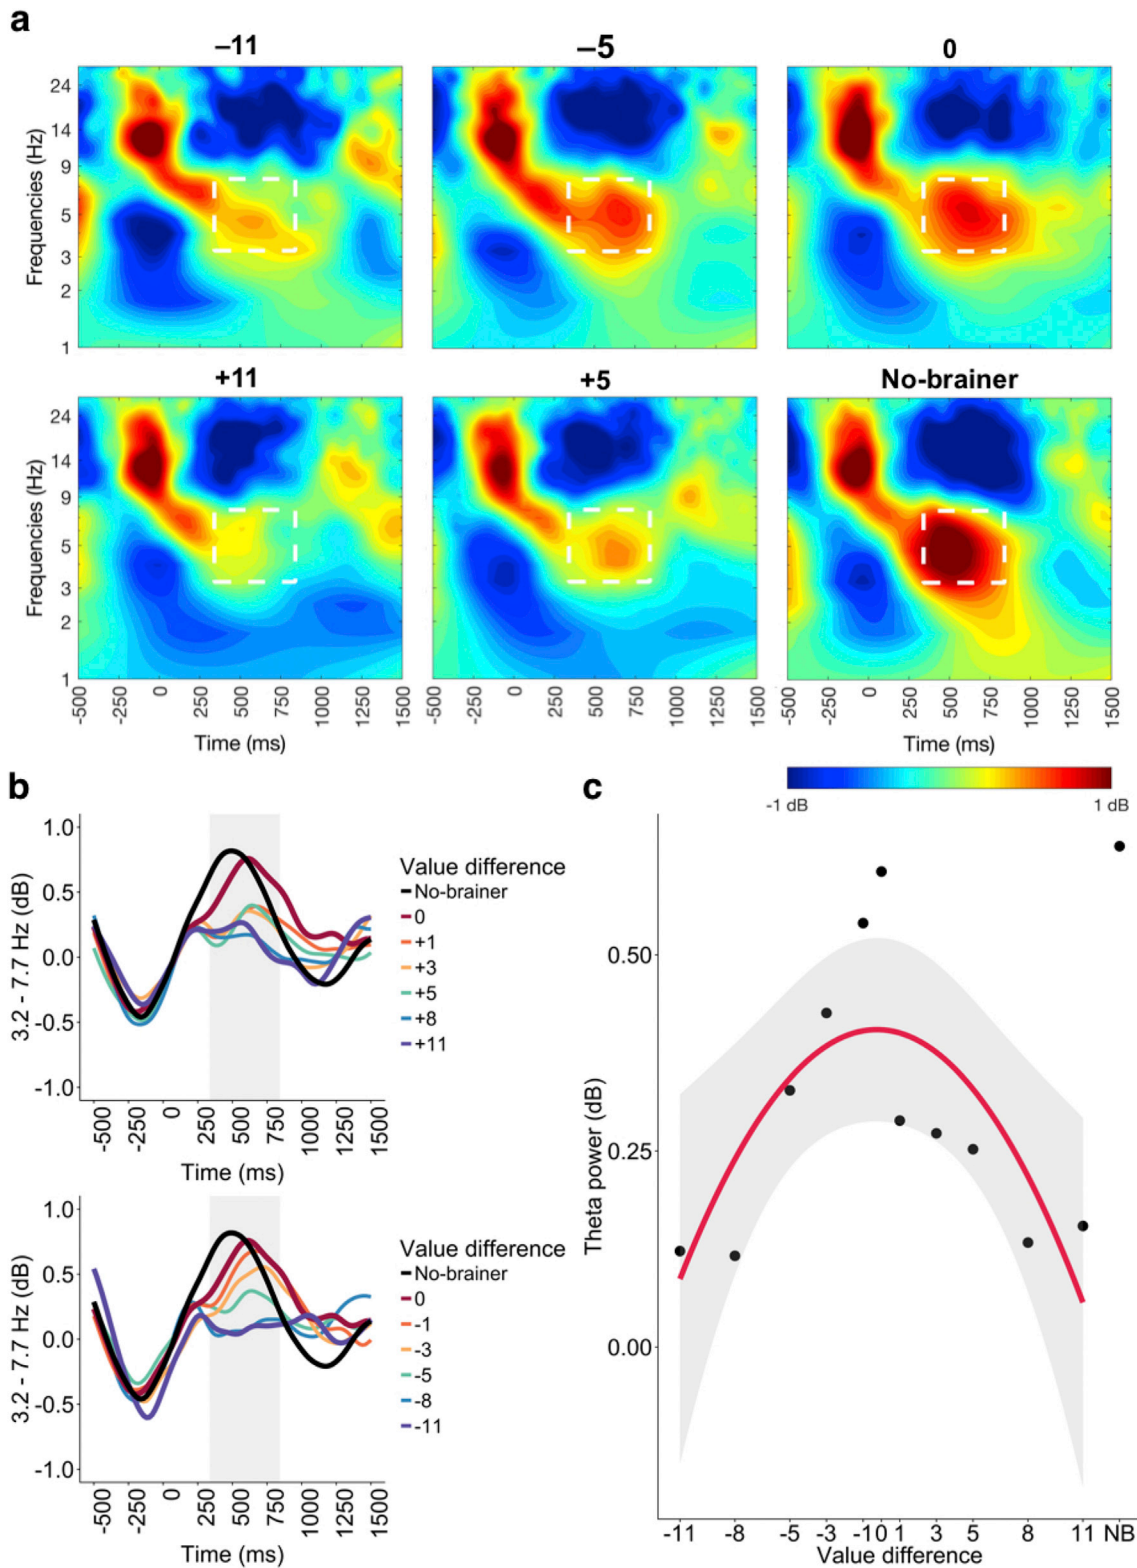 a
–11
–5
0
Frequencies (Hz)
24
14
9
5
3
2
1
+11
+5
No-brainer
Frequencies (Hz)
24
14
9
5
3
2
1
-500 -250 0 250 500 750 1000 1250 1500
-500 -250 0 250 500 750 1000 1250 1500
-500 -250 0 250 500 750 1000 1250 1500
Time (ms)
Time (ms)
-1 dB 1 dB
b
3.2 - 7.7 Hz (dB)
1.0
0.5
0.0
-0.5
-1.0
-500 -250 0 250 500 750 1000 1250 1500
Time (ms)
Value difference
No-brainer
0
+1
+3
+5
+8
+11
3.2 - 7.7 Hz (dB)
1.0
0.5
0.0
-0.5
-1.0
-500 -250 0 250 500 750 1000 1250 1500
Time (ms)
Value difference
No-brainer
0
-1
-3
-5
-8
-11
c
Theta power (dB)
0.50
0.25
0.00
-11 -8 -5 -3 -1 0 1 3 5 8 11 NB
Value difference